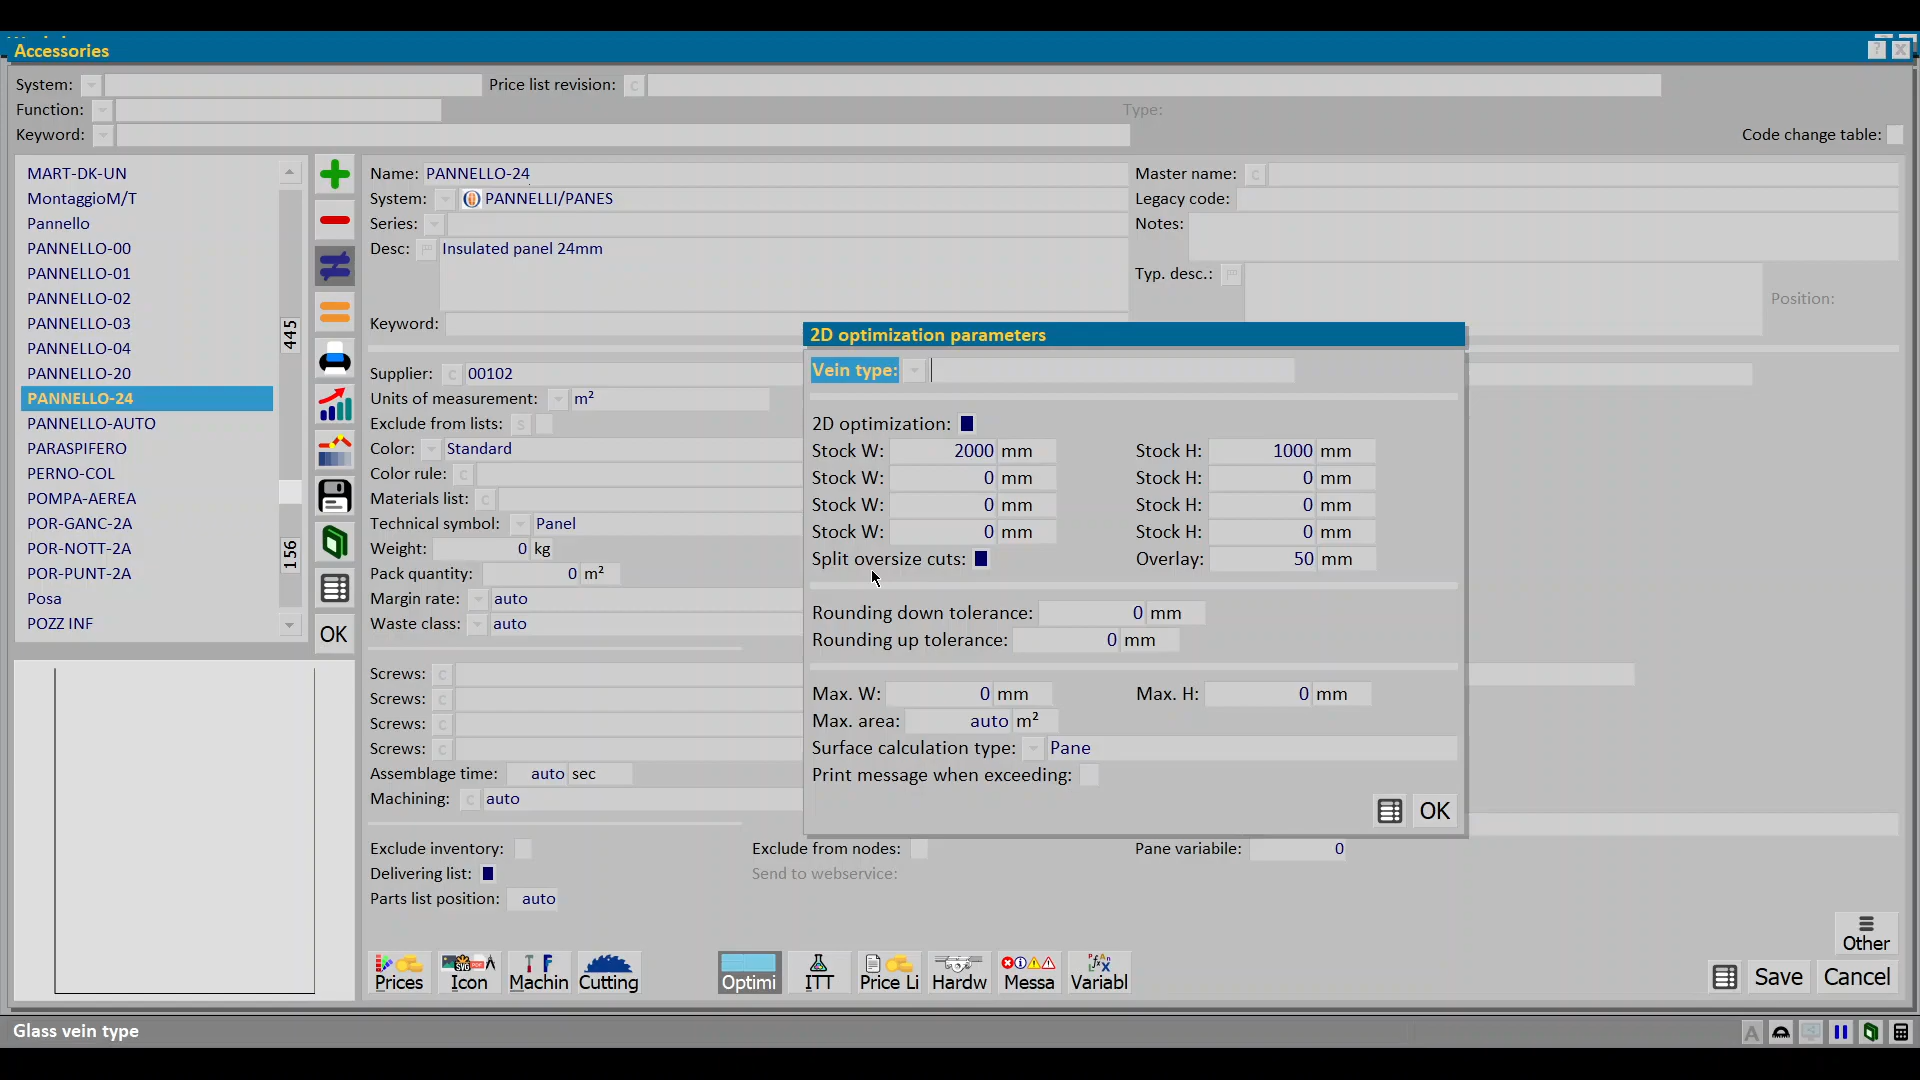 Accessories
System:
Price list revision:
Function:
Type:
Keyword:
Code change table:
MART-DK-UN
MontaggioM/T
Pannello
PANNELLO-00
PANNELLO-01
PANNELLO-02
PANNELLO-03
PANNELLO-04
PANNELLO-20
PANNELLO-24
PANNELLO-AUTO
PARASPIFERO
PERNO-COL
POMPA-AEREA
POR-GANC-2A
POR-NOTT-2A
POR-PUNT-2A
Posa
POZZ INF
445
156
OK
Name: PANNELLO-24
System: PANNELLI/PANES
Series:
Desc: Insulated panel 24mm
Keyword:
Master name:
Legacy code:
Notes:
Typ. desc.:
Position:
Supplier: 00102
Units of measurement: m²
Exclude from lists:
Color: Standard
Color rule:
Materials list:
Technical symbol: Panel
Weight: 0 kg
Pack quantity: 0 m²
Margin rate: auto
Waste class: auto
Screws:
Screws:
Screws:
Screws:
Assemblage time: auto sec
Machining: auto
Exclude inventory:
Delivering list:
Parts list position: auto
Exclude from nodes:
Send to webservice:
Pane variabile: 0
2D optimization parameters
Vein type:
2D optimization:
Stock W: 2000 mm Stock H: 1000 mm
Stock W: 0 mm Stock H: 0 mm
Stock W: 0 mm Stock H: 0 mm
Stock W: 0 mm Stock H: 0 mm
Split oversize cuts: Overlay: 50 mm
Rounding down tolerance: 0 mm
Rounding up tolerance: 0 mm
Max. W: 0 mm Max. H: 0 mm
Max. area: auto m²
Surface calculation type: Pane
Print message when exceeding:
OK
Other
Prices Icon Machin Cutting Optimi ITT Price Li Hardw Messa Variabl
Save Cancel
Glass vein type